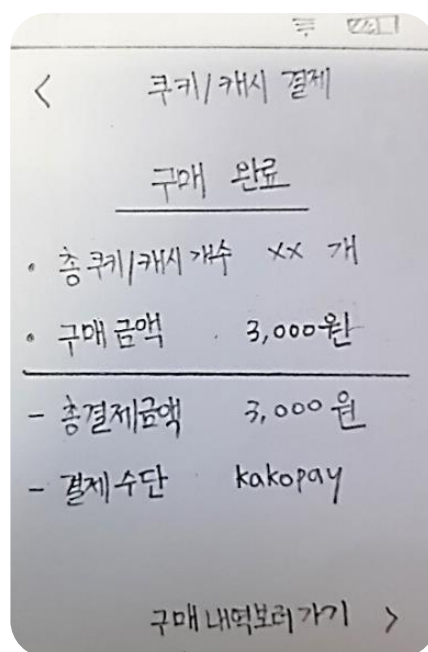 < 쿠키/캐시 결제
구매 완료
• 총 쿠키/캐시 개수 xx 개
• 구매 금액 3,000원
- 총결제금액 3,000원
- 결제 수단 kakopay
구매 내역보러가기 >